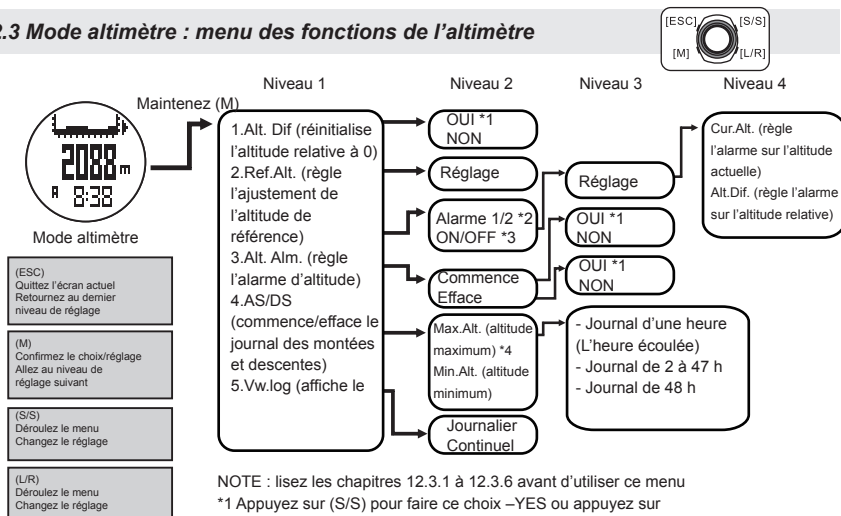 2.3 Mode altimètre : menu des fonctions de l’altimètre
[ESC]
[S/S]
[M]
[L/R]
Niveau 1
Niveau 2
Niveau 3
Niveau 4
Maintenez (M)
2088 m
A 8:38
Mode altimètre
(ESC)
Quittez l’écran actuel
Retournez au dernier
niveau de réglage
(M)
Confirmez le choix/réglage
Allez au niveau de
réglage suivant
(S/S)
Déroulez le menu
Changez le réglage
(L/R)
Déroulez le menu
Changez le réglage
1.Alt. Dif (réinitialise
l’altitude relative à 0)
2.Ref.Alt. (règle
l’ajustement de
l’altitude de
référence)
3.Alt. Alm. (règle
l’alarme d’altitude)
4.AS/DS
(commence/efface le
journal des montées
et descentes)
5.Vw.log (affiche le
OUI *1
NON
Réglage
Alarme 1/2 *2
ON/OFF *3
Commence
Efface
Max.Alt. (altitude
maximum) *4
Min.Alt. (altitude
minimum)
Journalier
Continuel
Réglage
OUI *1
NON
OUI *1
NON
- Journal d’une heure
(L’heure écoulée)
- Journal de 2 à 47 h
- Journal de 48 h
Cur.Alt. (règle
l’alarme sur l’altitude
actuelle)
Alt.Dif. (règle l’alarme
sur l’altitude relative)
NOTE : lisez les chapitres 12.3.1 à 12.3.6 avant d’utiliser ce menu
*1 Appuyez sur (S/S) pour faire ce choix –YES ou appuyez sur